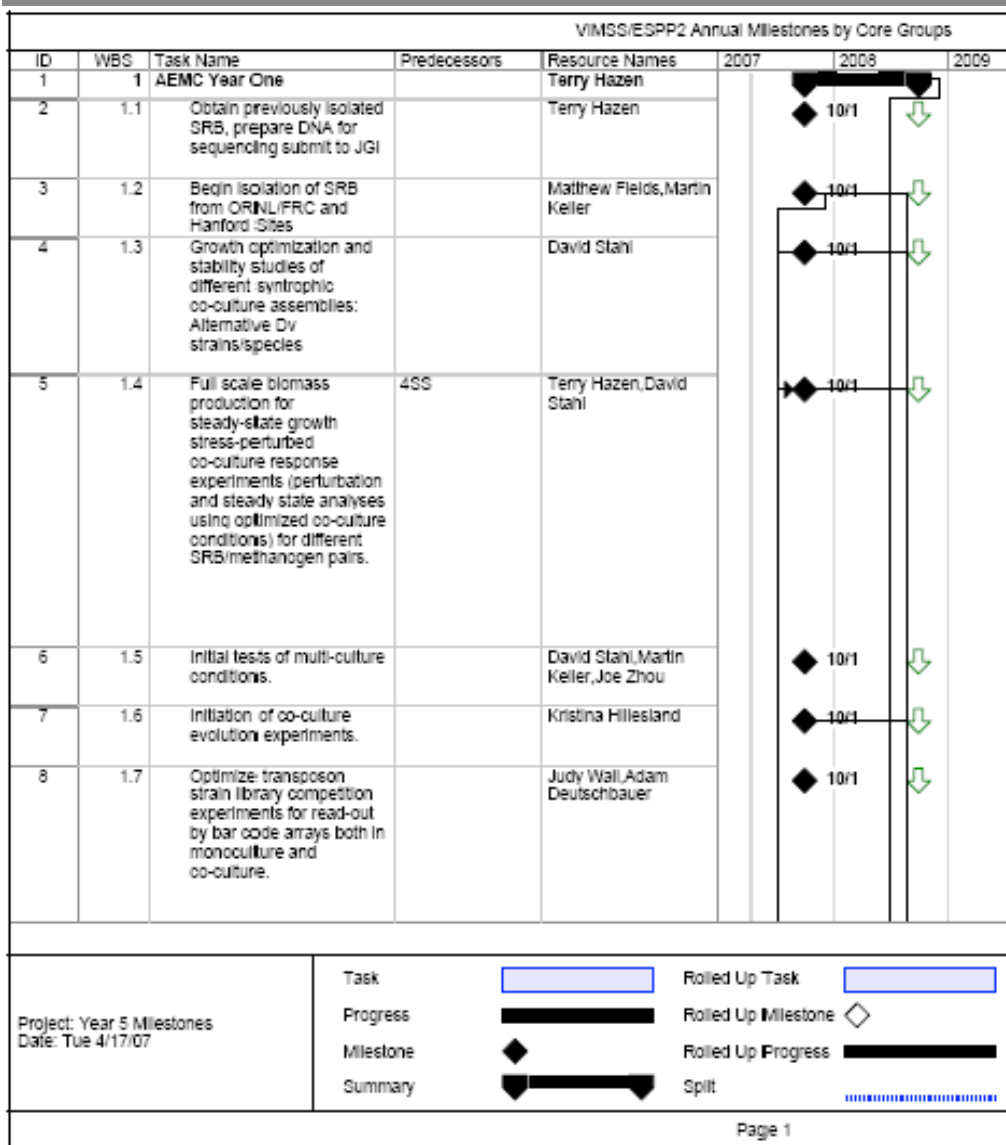 VIMSS/ESPP2 Annual Milestones by Core Groups
ID WBS Task Name Predecessors Resource Names 2007 2008 2009
1 1 AEMC Year One Terry Hazen
2 1.1 Obtain previously isolated Terry Hazen 10/1
SRB, prepare DNA for
sequencing submit to JGI
3 1.2 Begin isolation of SRB Matthew Fields,Martin 10/1
from ORNL/FRC and Keller
Hanford Sites
4 1.3 Growth optimization and David Stahl 10/1
stability studies of
different syntrophic
co-culture assemblies:
Alternative Dv
strains/species
5 1.4 Full scale biomass 4SS Terry Hazen,David 10/1
production for Stahl
steady-state growth
stress-perturbed
co-culture response
experiments (perturbation
and steady state analyses
using optimized co-culture
conditions) for different
SRB/methanogen pairs.
6 1.5 Initial tests of multi-culture David Stahl,Martin 10/1
conditions. Keller,Joe Zhou
7 1.6 Initiation of co-culture Kristina Hillesland 10/1
evolution experiments.
8 1.7 Optimize transposon Judy Wall,Adam 10/1
strain library competition Deutschbauer
experiments for read-out
by bar code arrays both in
monoculture and
co-culture.
Project: Year 5 Milestones
Date: Tue 4/17/07
Task Rolled Up Task
Progress Rolled Up Milestone
Milestone Rolled Up Progress
Summary Split
Page 1